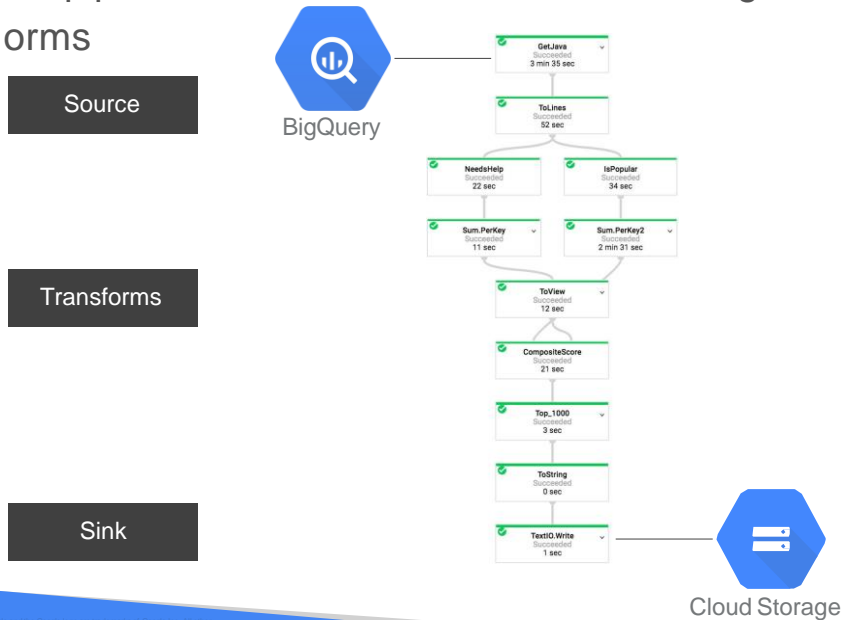 orms
Source
BigQuery
GetJava
Succeeded
3 min 35 sec
ToLines
Succeeded
52 sec
NeedsHelp
Succeeded
22 sec
IsPopular
Succeeded
34 sec
Sum.PerKey
Succeeded
11 sec
Sum.PerKey2
Succeeded
2 min 31 sec
Transforms
ToView
Succeeded
12 sec
CompositeScore
Succeeded
21 sec
Top_1000
Succeeded
3 sec
ToString
Succeeded
0 sec
Sink
TextIO.Write
Succeeded
1 sec
Cloud Storage